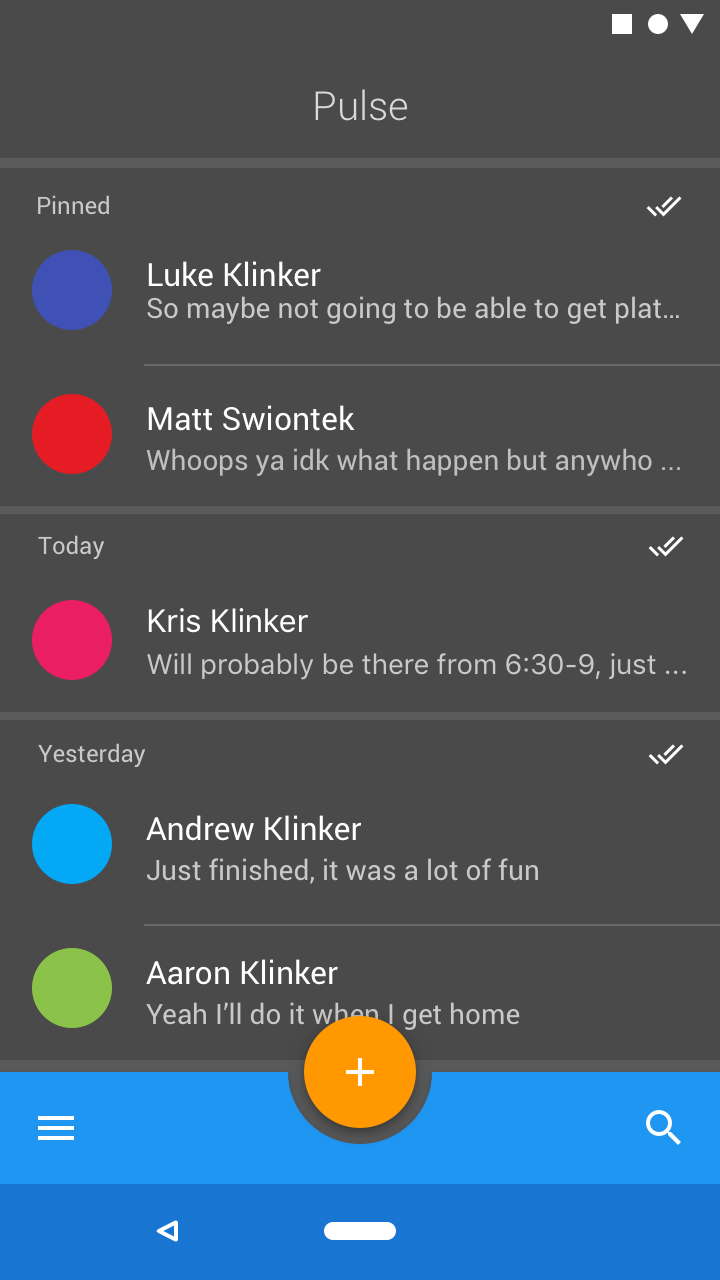 Pulse
Pinned
Luke Klinker
So maybe not going to be able to get plat...
Matt Swiontek
Whoops ya idk what happen but anywho ...
Today
Kris Klinker
Will probably be there from 6:30-9, just ...
Yesterday
Andrew Klinker
Just finished, it was a lot of fun
Aaron Klinker
Yeah I’ll do it when I get home